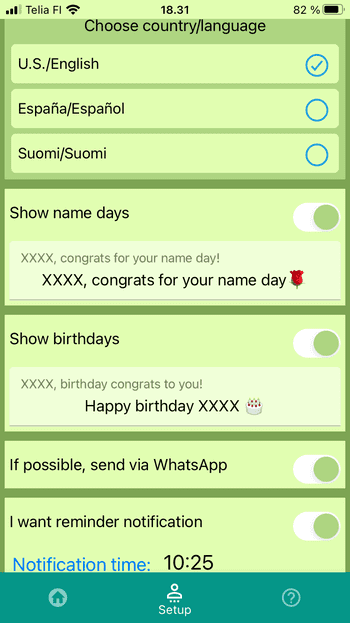 Telia FI 18.31 82 %
Choose country/language
U.S./English
España/Español
Suomi/Suomi
Show name days
XXXX, congrats for your name day!
XXXX, congrats for your name day🌹
Show birthdays
XXXX, birthday congrats to you!
Happy birthday XXXX 🎂
If possible, send via WhatsApp
I want reminder notification
Notification time: 10:25
Setup
?